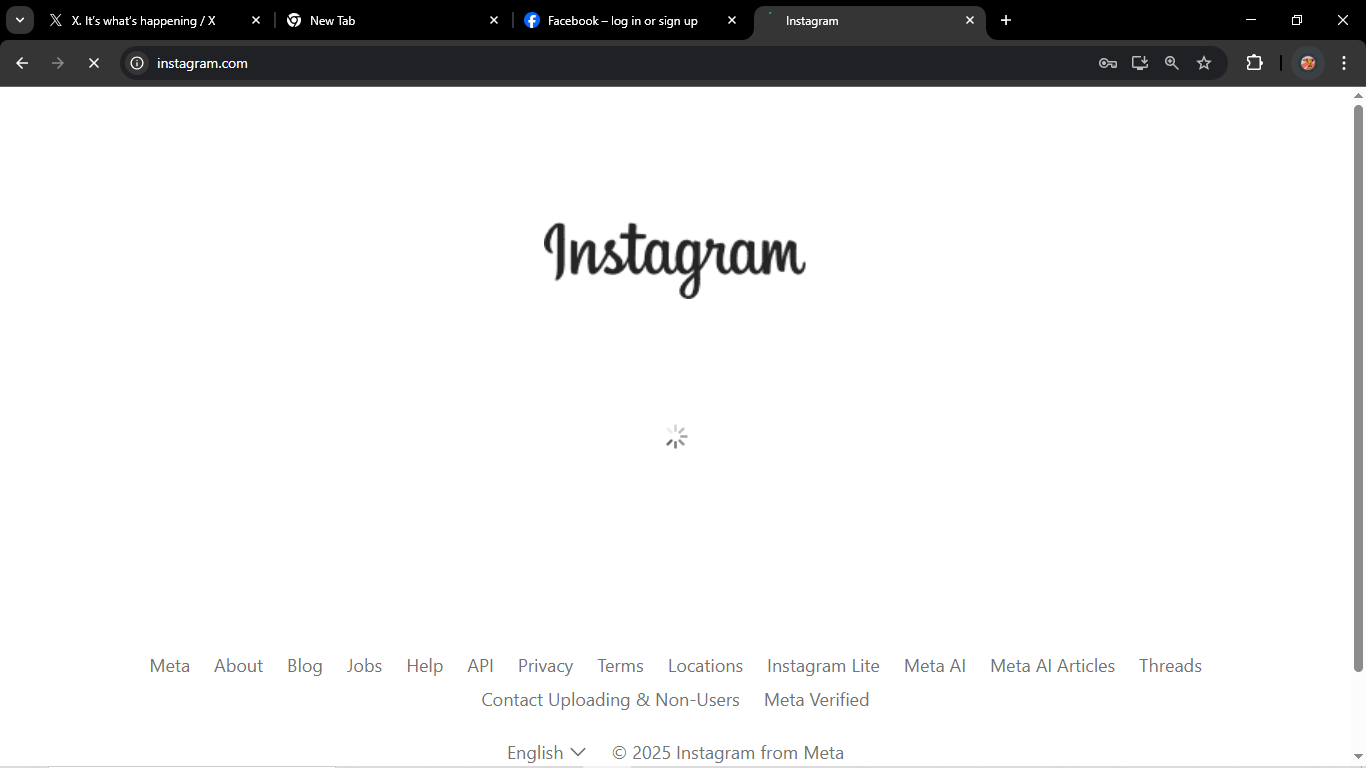 X. It's what's happening / X
New Tab
Facebook – log in or sign up
Instagram
instagram.com
Instagram
Meta About Blog Jobs Help API Privacy Terms Locations Instagram Lite Meta AI Meta AI Articles Threads
Contact Uploading & Non-Users Meta Verified
English © 2025 Instagram from Meta